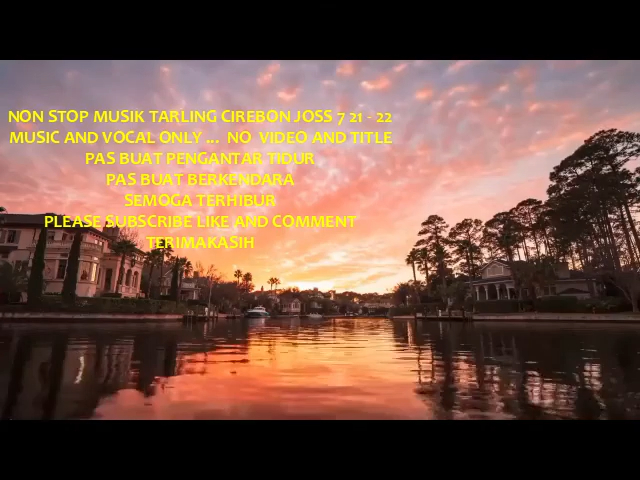 NON STOP MUSIK TARLING CIREBON JOSS 7 21 - 22
MUSIC AND VOCAL ONLY ... NO VIDEO AND TITLE
PAS BUAT PENGANTAR TIDUR
PAS BUAT BERKENDARA
SEMOGA TERHIBUR
PLEASE SUBSCRIBE LIKE AND COMMENT
TERIMAKASIH